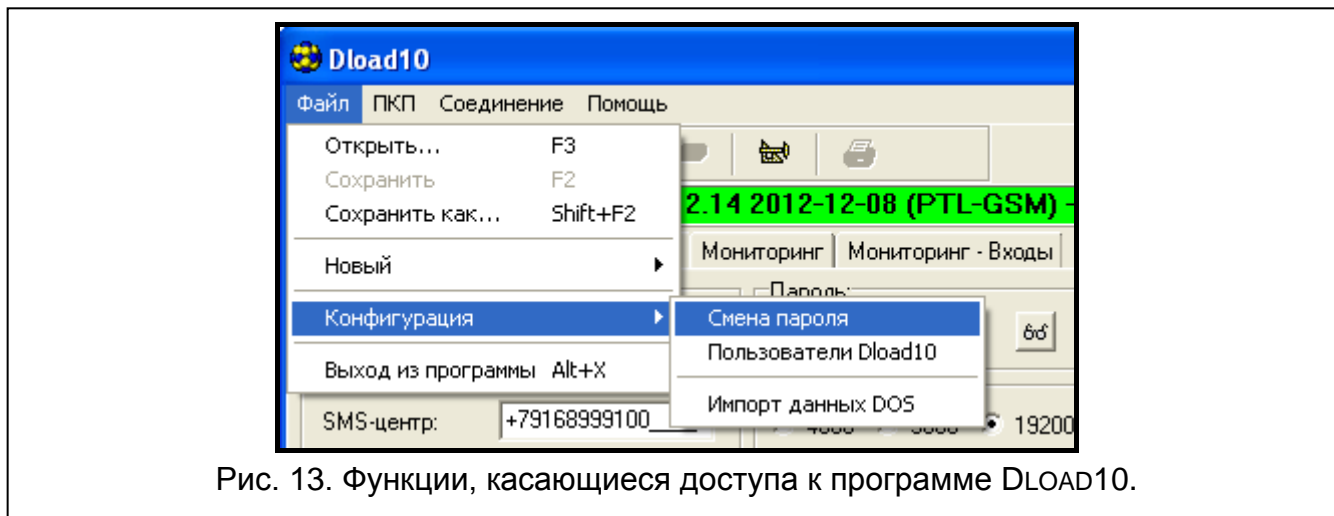 Dload10
Файл ПКП Соединение Помощь
Открыть... F3
Сохранить F2
Сохранить как... Shift+F2
2.14 2012-12-08 (PTL-GSM) -
Мониторинг Мониторинг - Входы
Новый
Пароль:
Конфигурация
Смена пароля
Пользователи Dload10
Выход из программы Alt+X
Импорт данных DOS
SMS-центр: +79168999100____
19200
Рис. 13. Функции, касающиеся доступа к программе DLOAD10.